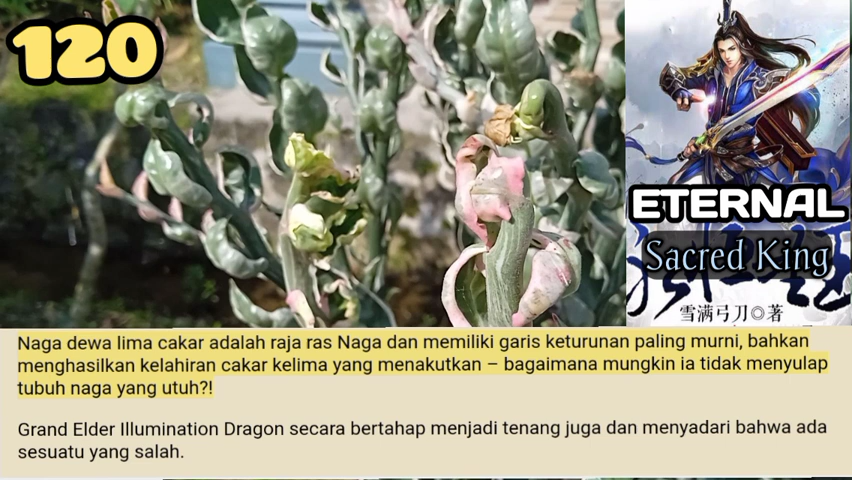 120
ETERNAL
Sacred King
雪满弓刀◎著
Naga dewa lima cakar adalah raja ras Naga dan memiliki garis keturunan paling murni, bahkan
menghasilkan kelahiran cakar kelima yang menakutkan – bagaimana mungkin ia tidak menyulap
tubuh naga yang utuh?!
Grand Elder Illumination Dragon secara bertahap menjadi tenang juga dan menyadari bahwa ada
sesuatu yang salah.